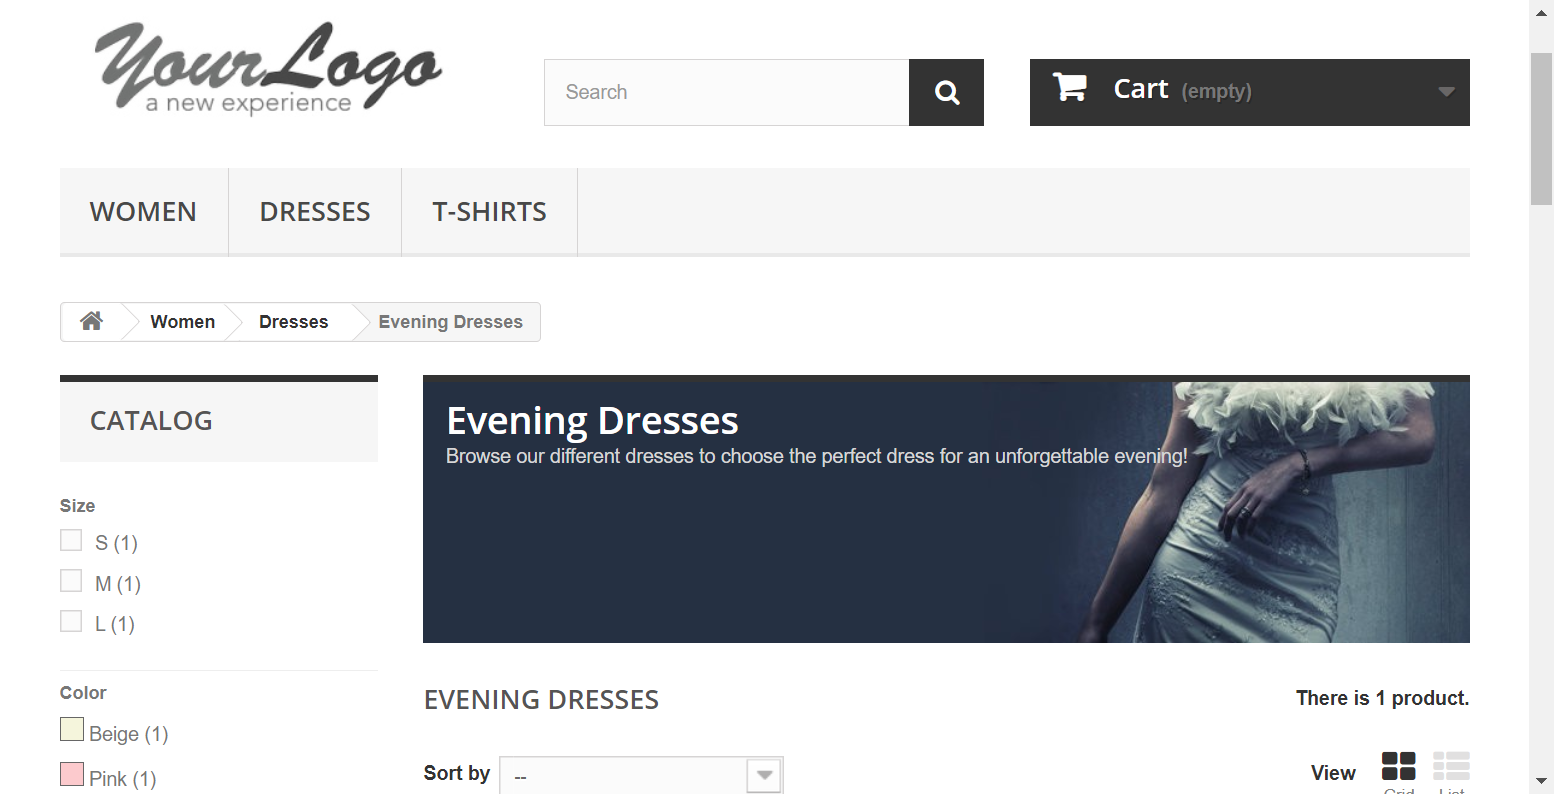 YourLogo
a new experience
Search
Cart (empty)
WOMEN
DRESSES
T-SHIRTS
Women
Dresses
Evening Dresses
CATALOG
Size
S (1)
M (1)
L (1)
Color
Beige (1)
Pink (1)
Evening Dresses
Browse our different dresses to choose the perfect dress for an unforgettable evening!
EVENING DRESSES
There is 1 product.
Sort by
--
View
Grid
List